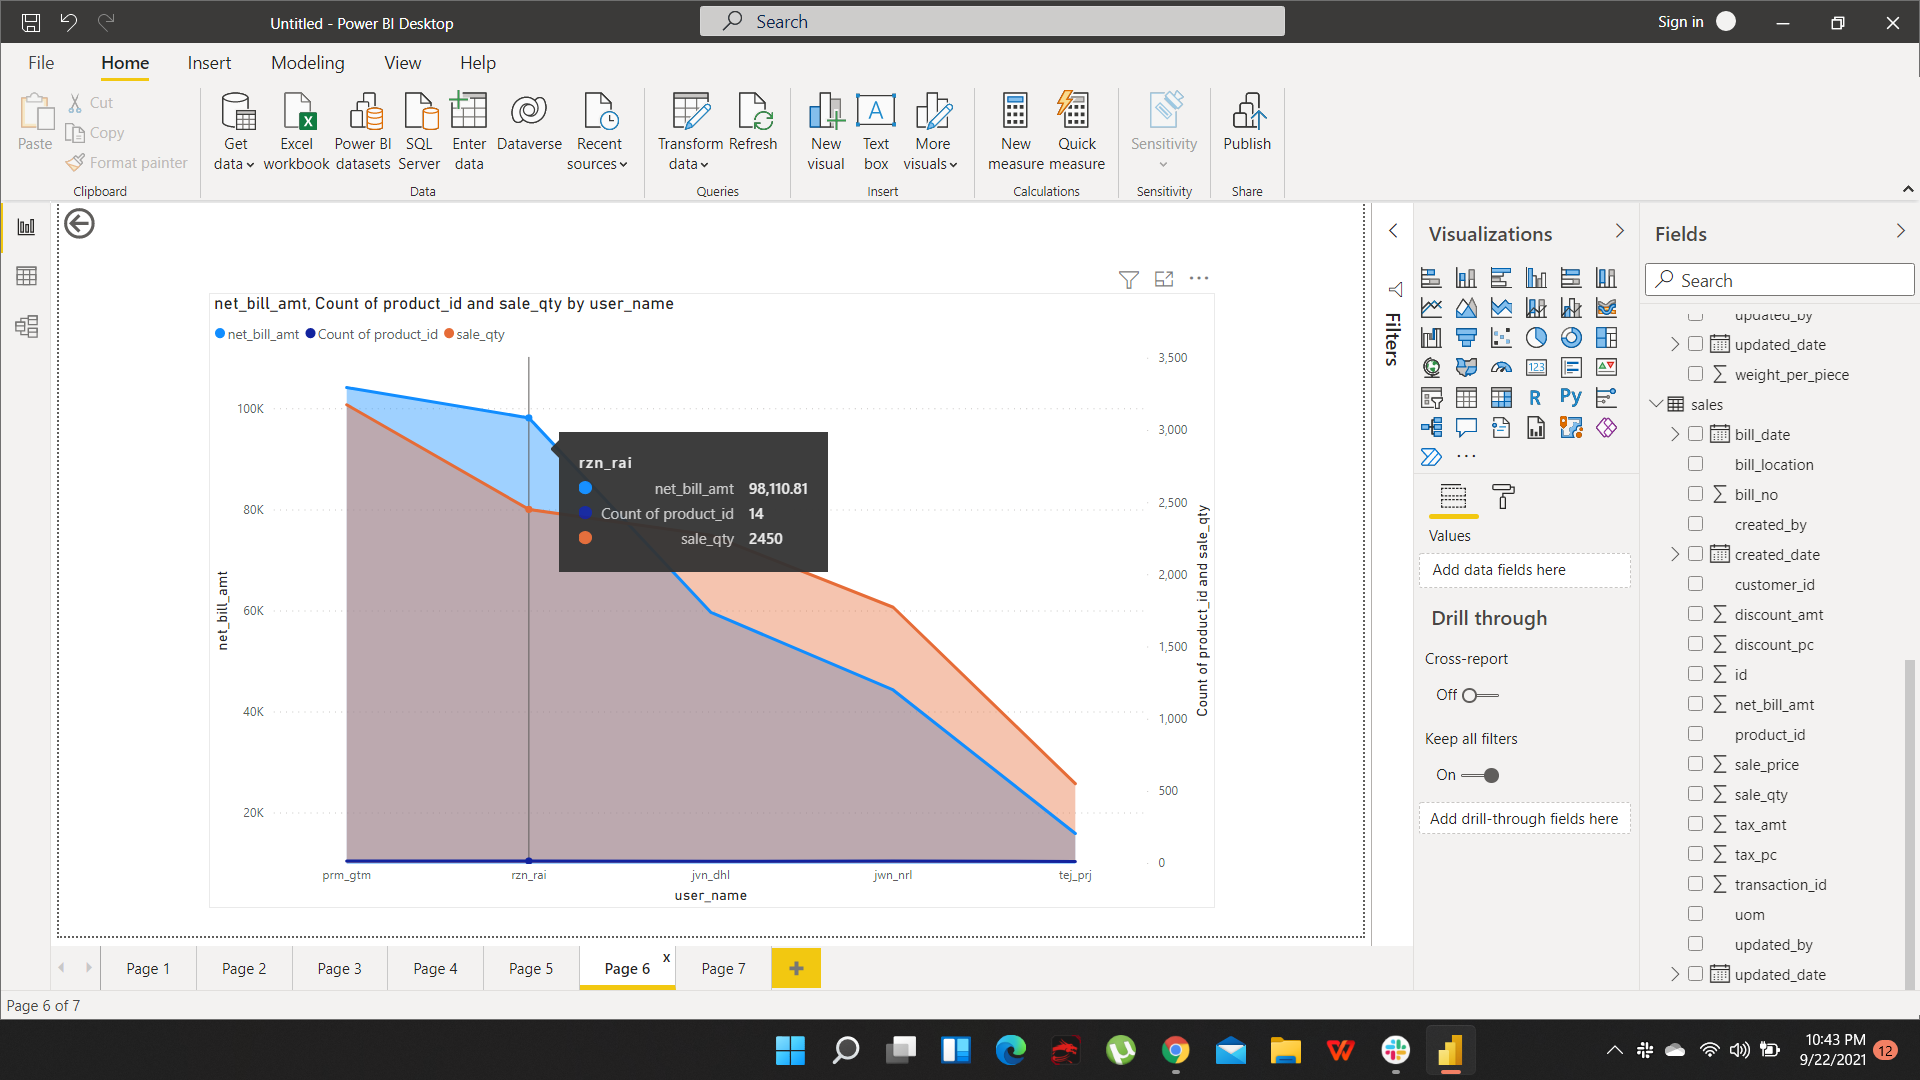 Untitled - Power BI Desktop
Search
Sign in
File
Home
Insert
Modeling
View
Help
Paste
Cut
Copy
Format painter
Clipboard
Get data
Excel workbook
Power BI datasets
SQL Server
Enter data
Dataverse
Recent sources
Data
Transform data
Refresh
Queries
New visual
Text box
More visuals
Insert
New measure
Quick measure
Calculations
Sensitivity
Sensitivity
Publish
Share
net_bill_amt, Count of product_id and sale_qty by user_name
net_bill_amt
Count of product_id
sale_qty
100K
80K
60K
40K
20K
net_bill_amt
3,500
3,000
2,500
2,000
1,500
1,000
500
0
Count of product_id and sale_qty
rzn_rai
net_bill_amt 98,110.81
Count of product_id 14
sale_qty 2450
prm_gtm
rzn_rai
jvn_dhl
jwn_nrl
tej_prj
user_name
Filters
Visualizations
123
R
Py
Values
Add data fields here
Drill through
Cross-report
Off
Keep all filters
On
Add drill-through fields here
Fields
Search
updated_by
updated_date
weight_per_piece
sales
bill_date
bill_location
bill_no
created_by
created_date
customer_id
discount_amt
discount_pc
id
net_bill_amt
product_id
sale_price
sale_qty
tax_amt
tax_pc
transaction_id
uom
updated_by
updated_date
Page 1
Page 2
Page 3
Page 4
Page 5
Page 6
x
Page 7
Page 6 of 7
10:43 PM
9/22/2021
12